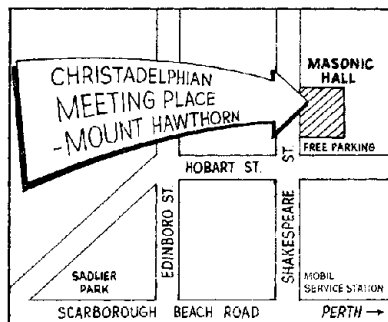 CHRISTADELPHIAN
MEETING PLACE
-MOUNT HAWTHORN
MASONIC
HALL
FREE PARKING
HOBART ST.
EDINBORO ST.
SHAKESPEARE ST.
SADLIER
PARK
MOBIL
SERVICE STATION
SCARBOROUGH BEACH ROAD PERTH →